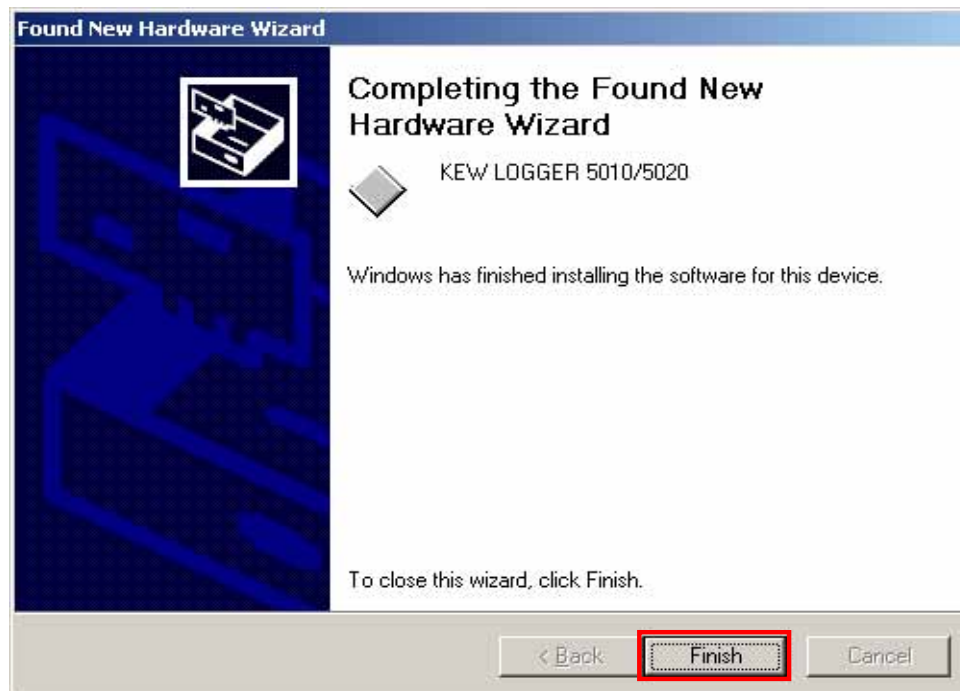 Found New Hardware Wizard
Completing the Found New
Hardware Wizard
KEW LOGGER 5010/5020
Windows has finished installing the software for this device.
To close this wizard, click Finish.
< Back
Finish
Cancel